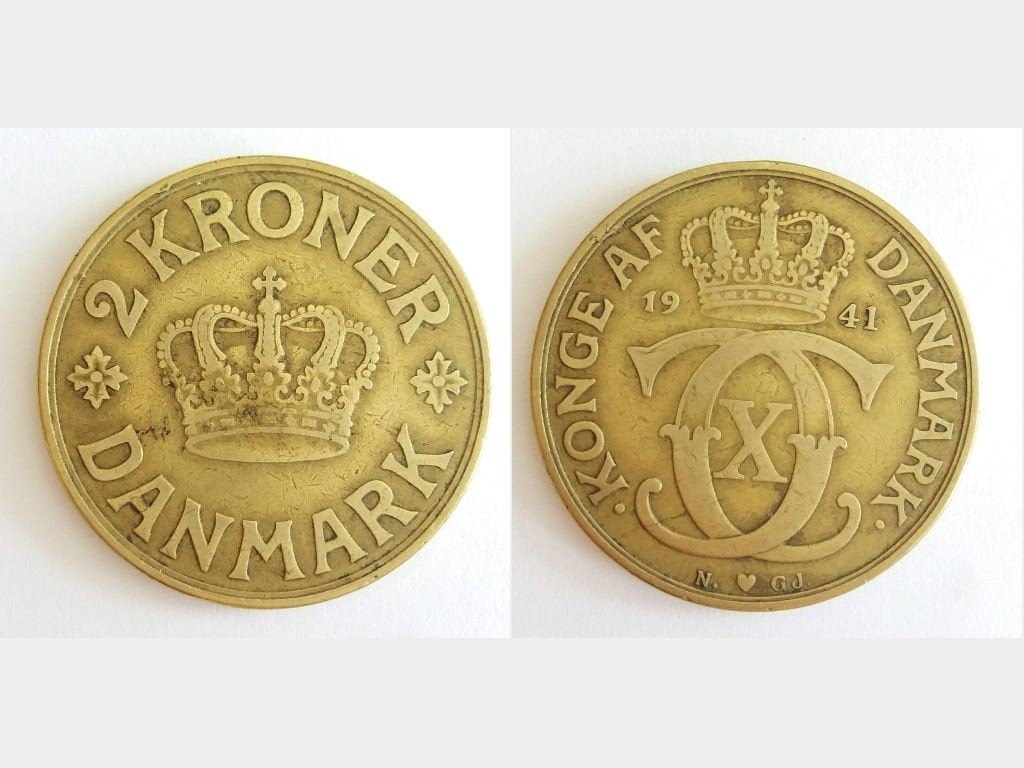 2 KRONER
DANMARK
·KONGE AF DANMARK·
19 41
X
N. ♥ GJ.